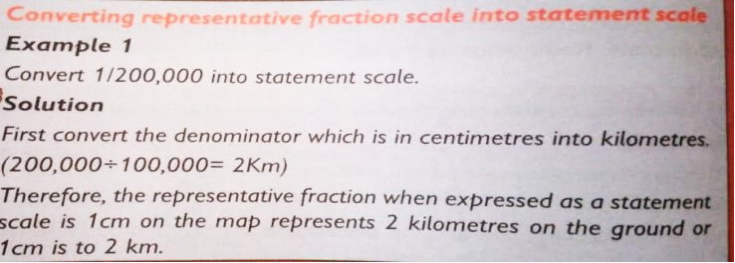 Converting representative fraction scale into statement scale
Example 1
Convert 1/200,000 into statement scale.
Solution
First convert the denominator which is in centimetres into kilometres.
(200,000÷100,000= 2Km)
Therefore, the representative fraction when expressed as a statement
scale is 1cm on the map represents 2 kilometres on the ground or
1cm is to 2 km.